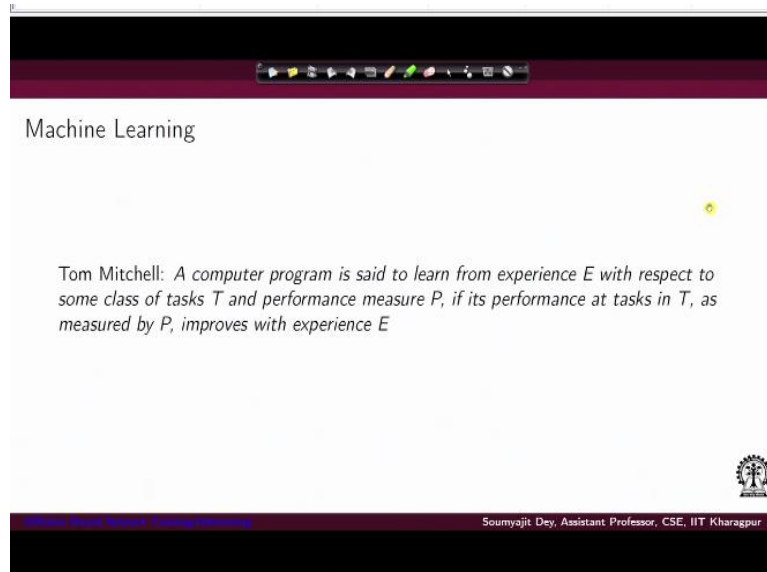 Machine Learning
Tom Mitchell: A computer program is said to learn from experience E with respect to
some class of tasks T and performance measure P, if its performance at tasks in T, as
measured by P, improves with experience E
Soumyajit Dey, Assistant Professor, CSE, IIT Kharagpur